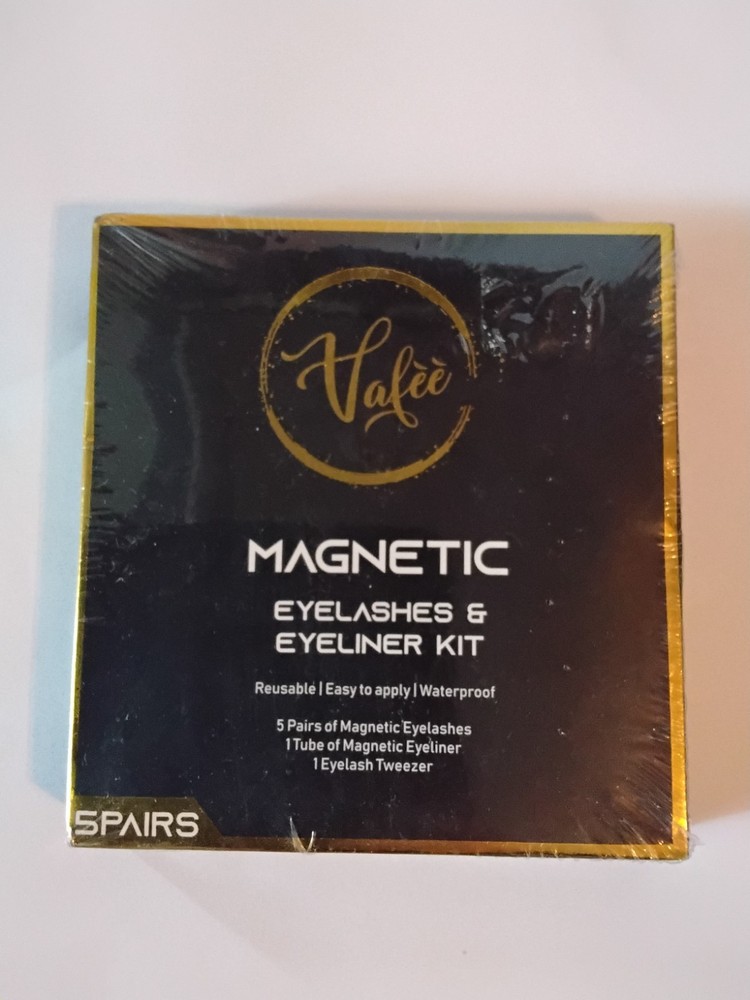 Vafèè
MAGNETIC
EYELASHES &
EYELINER KIT
Reusable | Easy to apply | Waterproof
5 Pairs of Magnetic Eyelashes
1 Tube of Magnetic Eyeliner
1 Eyelash Tweezer
5PAIRS